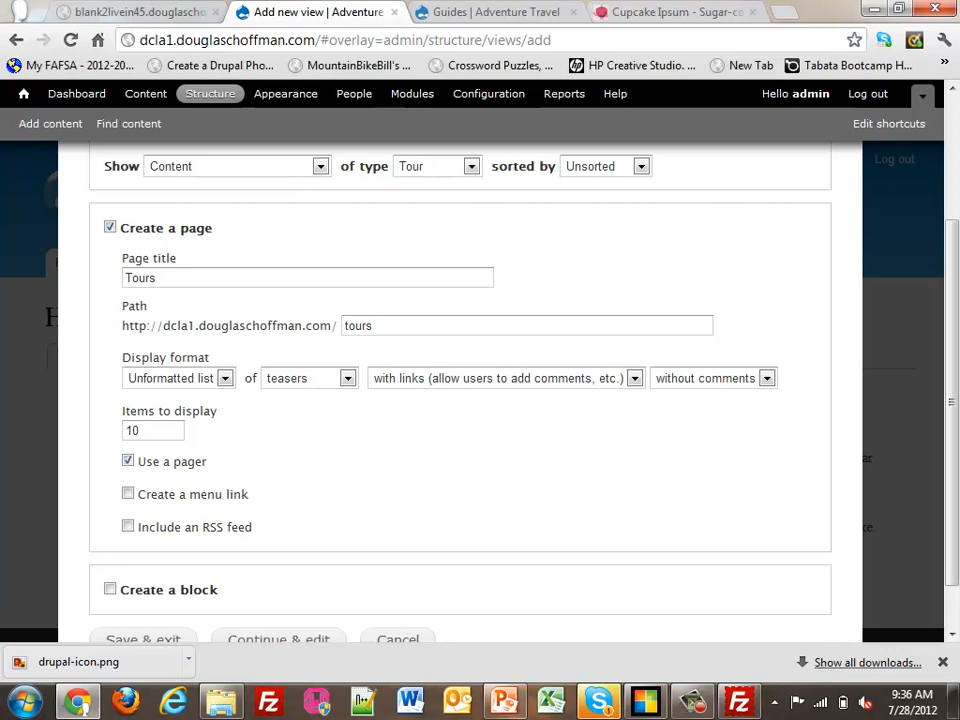 blank2livein45.douglascho
Add new view | Adventure
Guides | Adventure Travel
Cupcake Ipsum - Sugar-co
dcla1.douglaschoffman.com/#overlay=admin/structure/views/add
My FAFSA - 2012-20...
Create a Drupal Pho...
MountainBikeBill's ...
Crossword Puzzles, ...
HP Creative Studio. ...
New Tab
Tabata Bootcamp H...
Dashboard
Content
Structure
Appearance
People
Modules
Configuration
Reports
Help
Hello admin
Log out
Add content
Find content
Edit shortcuts
Log out
Show Content of type Tour sorted by Unsorted
Create a page
Page title
Tours
Path
http://dcla1.douglaschoffman.com/ tours
Display format
Unformatted list of teasers with links (allow users to add comments, etc.) without comments
Items to display
10
Use a pager
Create a menu link
Include an RSS feed
Create a block
Save & exit
Continue & edit
Cancel
drupal-icon.png
Show all downloads...
9:36 AM
7/28/2012